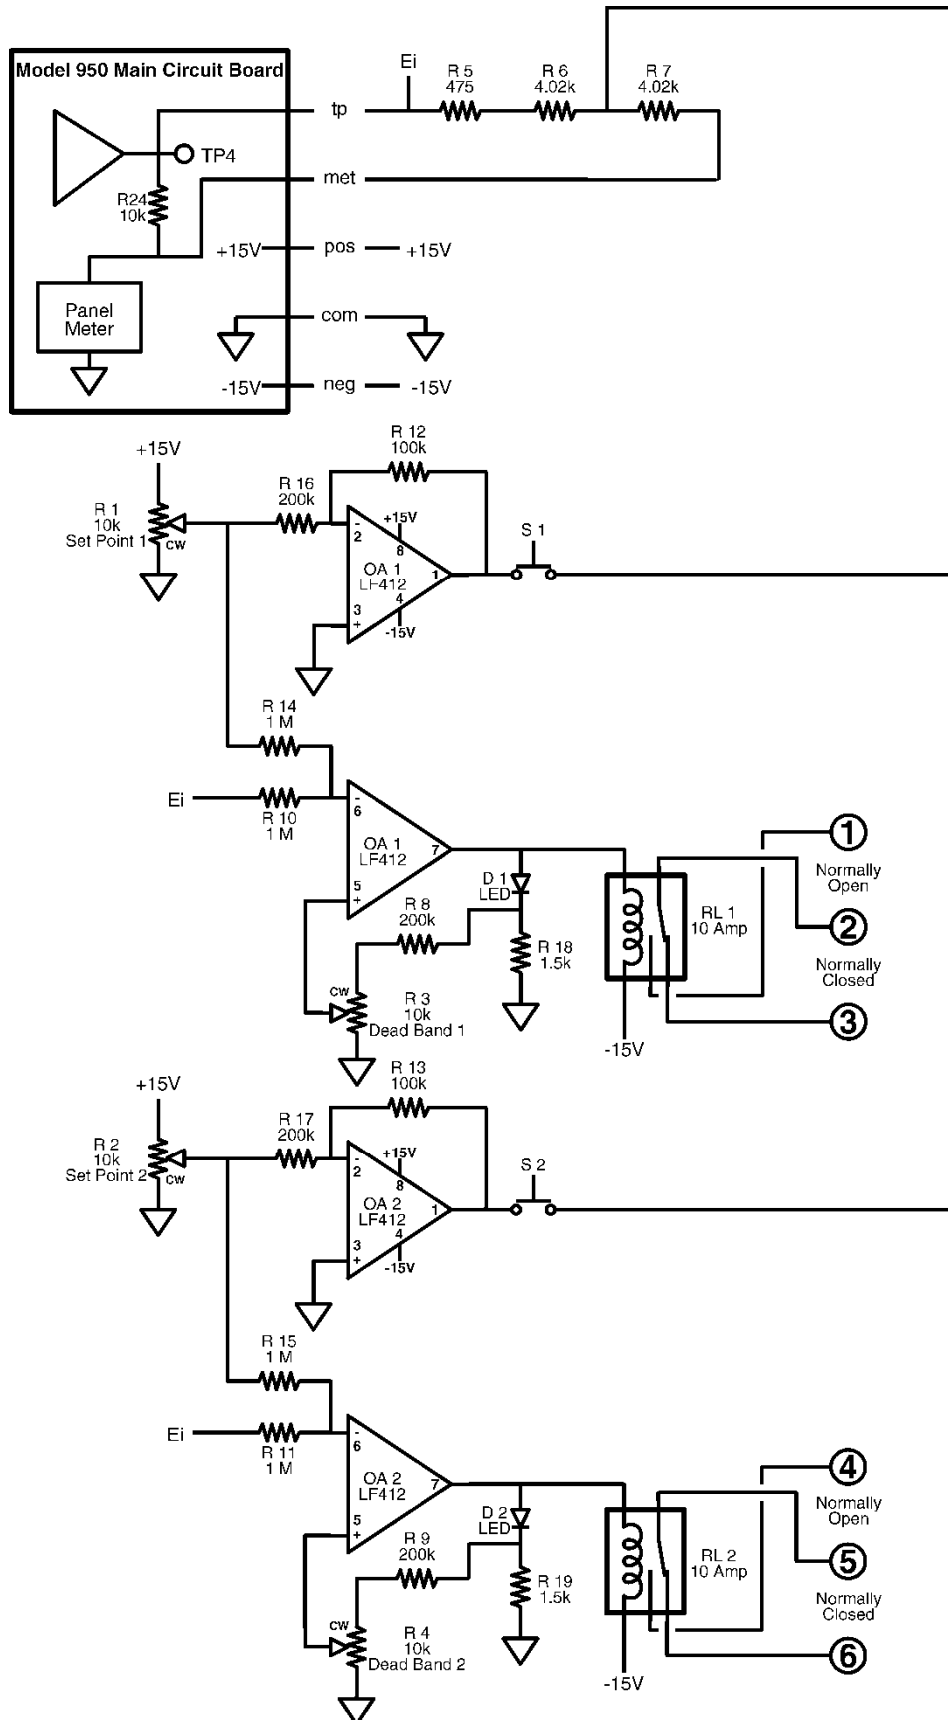 Model 950 Main Circuit Board
TP4
R24
10k
Panel
Meter
+15V
-15V
tp
met
pos
com
neg
+15V
-15V
Ei
R 5
475
R 6
4.02k
R 7
4.02k
+15V
R 1
10k
Set Point 1
CW
R 16
200k
R 12
100k
-
2
+15V
8
OA 1
LF412
1
4
3
+
-15V
S 1
R 14
1 M
Ei
R 10
1 M
-
6
OA 1
LF412
7
5
+
D 1
LED
R 8
200k
R 18
1.5k
CW
R 3
10k
Dead Band 1
RL 1
10 Amp
-15V
1
Normally
Open
2
Normally
Closed
3
+15V
R 2
10k
Set Point 2
CW
R 17
200k
R 13
100k
-
2
+15V
8
OA 2
LF412
1
4
3
+
-15V
S 2
R 15
1 M
Ei
R 11
1 M
-
6
OA 2
LF412
7
5
+
D 2
LED
R 9
200k
R 19
1.5k
CW
R 4
10k
Dead Band 2
RL 2
10 Amp
-15V
4
Normally
Open
5
Normally
Closed
6